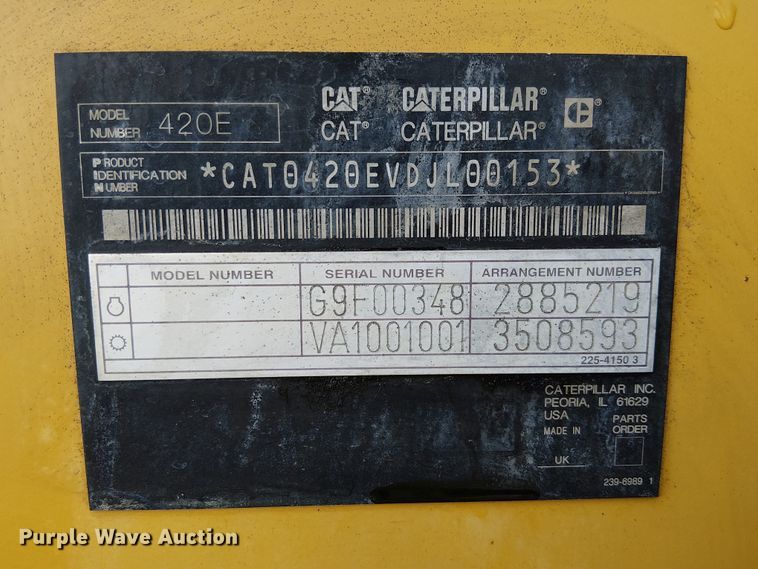 MODEL NUMBER 420E
CAT® CATERPILLAR®
CAT® CATERPILLAR®
PRODUCT IDENTIFICATION NUMBER *CAT0420EVDJL00153*
MODEL NUMBER SERIAL NUMBER ARRANGEMENT NUMBER
G9F00348 2885219
VA1001001 3508593
225-4150 3
CATERPILLAR INC.
PEORIA, IL 61629
USA
MADE IN
UK
PARTS ORDER
239-6969 1
Purple Wave Auction